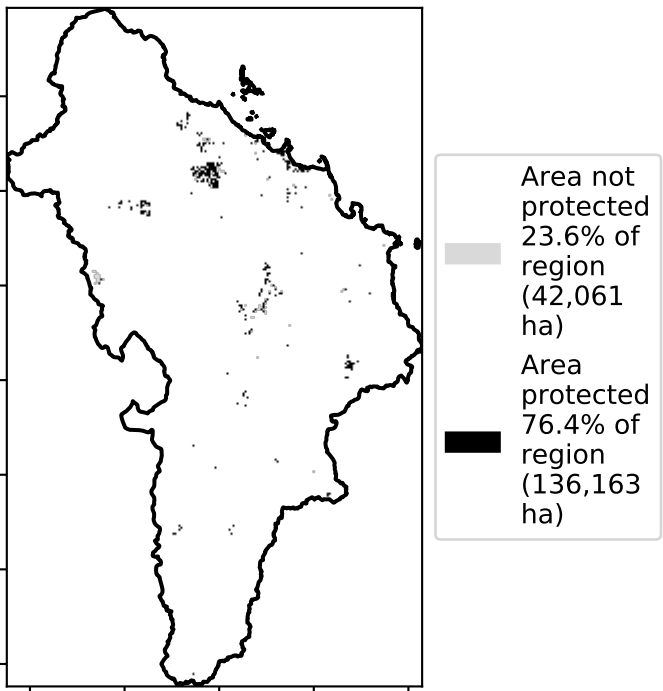 Area not
protected
23.6% of
region
(42,061
ha)
Area
protected
76.4% of
region
(136,163
ha)